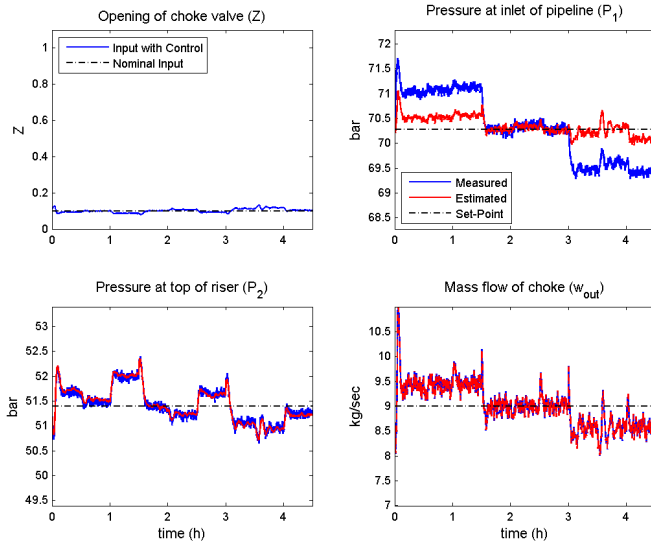 Opening of choke valve (Z)
1
0.8
0.6
0.4
0.2
0
Z
Input with Control
Nominal Input
0 1 2 3 4
Pressure at inlet of pipeline (P1)
71.5
71
70.5
70
69.5
69
68.5
bar
Measured
Estimated
Set-Point
0 1 2 3 4
Pressure at top of riser (P2)
53
52.5
52
51.5
51
50.5
50
49.5
bar
0 1 2 3 4
time (h)
Mass flow of choke (wout)
10.5
10
9.5
9
8.5
8
7.5
7
kg/sec
0 1 2 3 4
time (h)